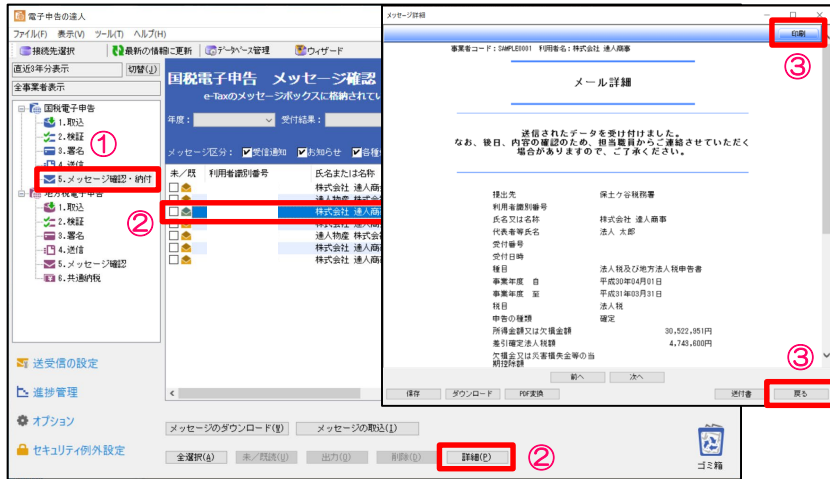 電子申告の達人
ファイル(F) 表示(V) ツール(T) ヘルプ(H)
接続先選択 最新の情報に更新 データベース管理 ウィザード
直近3年分表示 切替(J)
全事業者表示
国税電子申告
1.取込
2.検証
①
3.署名
4.送信
5.メッセージ確認・納付
地方税電子申告
1.取込
2.検証
3.署名
4.送信
5.メッセージ確認
6.共通納税
送受信の設定
進捗管理
オプション
セキュリティ例外設定
国税電子申告 メッセージ確認
e-Taxのメッセージボックスに格納されてい
年度: 受付結果:
メッセージ区分: 受信通知 お知らせ 各種
未/既 利用者識別番号 氏名または名称
株式会社 達人商
達人物産 株式会
②
株式会社 達人商
株式会社 達人商
達人物産 株式会社
株式会社 達人商
株式会社 達人商
メッセージのダウンロード(W) メッセージの取込(I)
全選択(A) 未/既読(U) 出力(O) 削除(D) 詳細(P)
②
ゴミ箱
メッセージ詳細
印刷
③
事業者コード:SAMPLE0001 利用者名:株式会社 達人商事
メール詳細
送信されたデータを受け付けました。
なお、後日、内容の確認のため、担当職員からご連絡させていただく
場合がありますので、ご了承ください。
提出先 保土ケ谷税務署
利用者識別番号
氏名又は名称 株式会社 達人商事
代表者等氏名 法人 太郎
受付番号
受付日時
種目 法人税及び地方法人税申告書
事業年度 自 平成30年04月01日
事業年度 至 平成31年03月31日
税目 法人税
申告の種類 確定
所得金額又は欠損金額 30,522,951円
差引確定法人税額 4,743,600円
欠損金又は災害損失金等の当
期控除額
③
前へ 次へ
保存 ダウンロード PDF変換 送付書 戻る